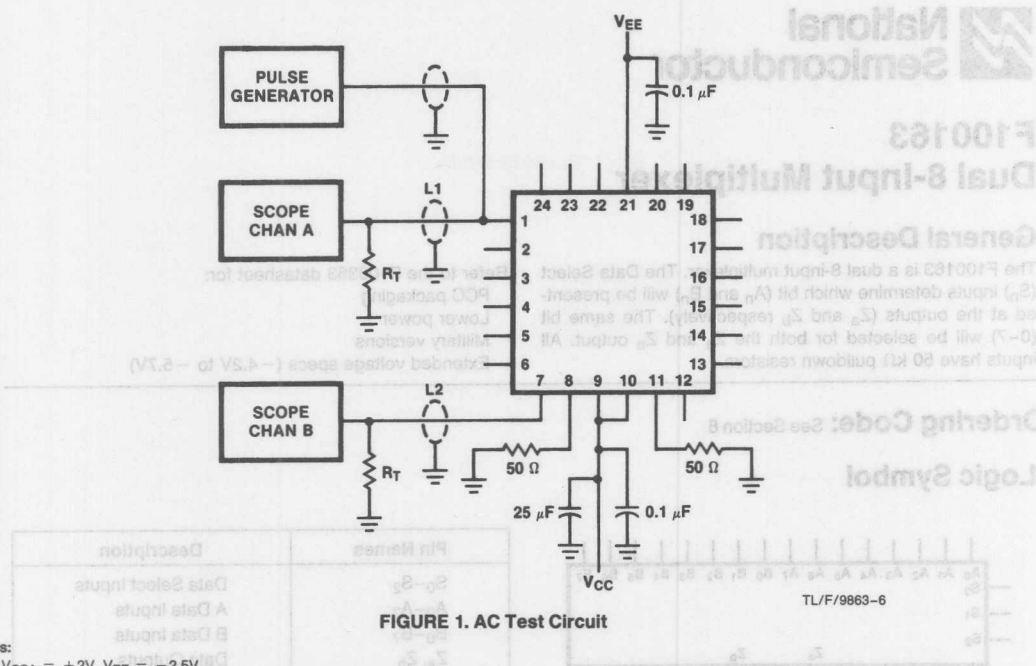 VEE
PULSE
GENERATOR
0.1 μF
L1
SCOPE
CHAN A
RT
24 23 22 21 20 19
1
2
3
4
5
6
18
17
16
15
14
13
7 8 9 10 11 12
L2
SCOPE
CHAN B
RT
50 Ω
50 Ω
25 μF
0.1 μF
VCC
TL/F/9863-6
FIGURE 1. AC Test Circuit
National
Semiconductor
F100163
Dual 8-Input Multiplexer
General Description
The F100163 is a dual 8-input multiplexer. The Data Select
(Sn) inputs determine which bit (An and Bn) will be present-
ed at the outputs (Za and Zb respectively). The same bit
(0-7) will be selected for both the Za and Zb output. All
inputs have 50 kΩ pulldown resistors.
Refer to the datasheet for:
PCC packaging
Lower power
Military versions
Extended voltage specs (-4.2V to -5.7V)
Ordering Code: See Section 8
Logic Symbol
Pin Names Description
S0-S2 Data Select Inputs
A0-A7 A Data Inputs
B0-B7 B Data Inputs
Data Outputs